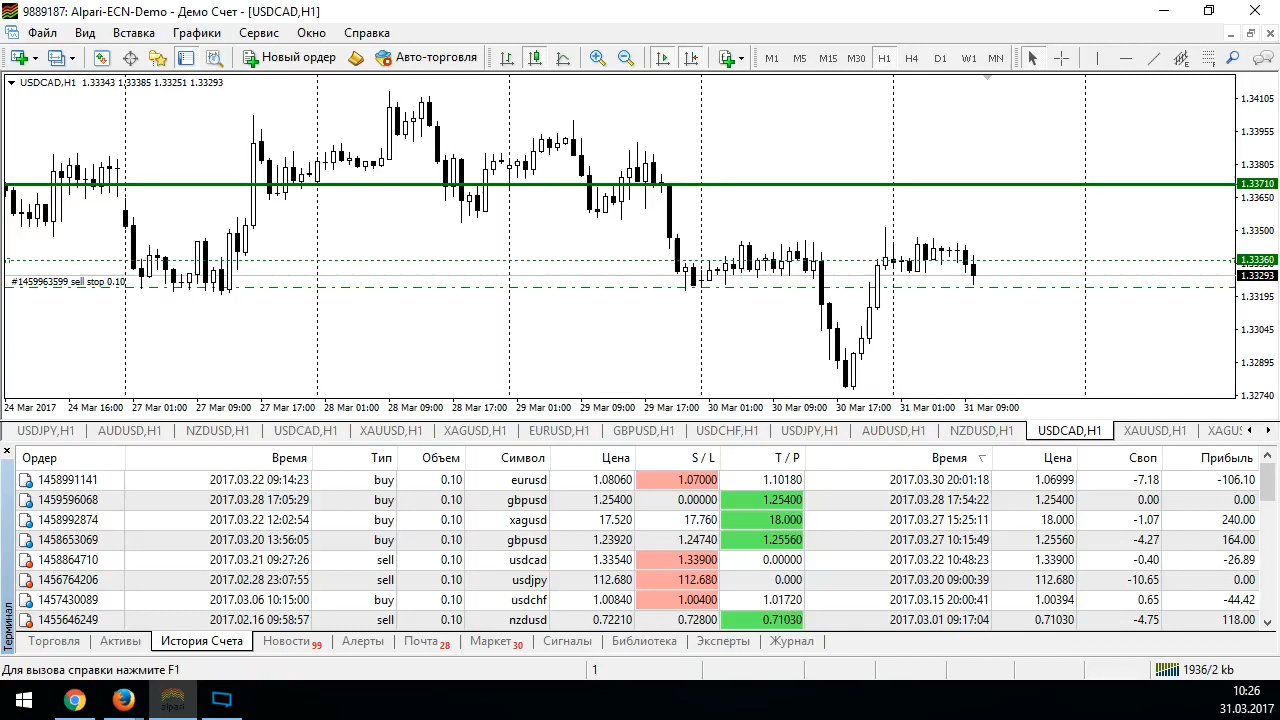 9889187: Alpari-ECN-Demo - Демо Счет - [USDCAD,H1]
Файл Вид Вставка Графики Сервис Окно Справка
Новый ордер Авто-торговля M1 M5 M15 M30 H1 H4 D1 W1 MN
USDCAD,H1 1.33343 1.33385 1.33251 1.33293
1.34105
1.33955
1.33805
1.33710
1.33650
1.33500
1.33360
1.33293
#1459963599 sell stop 0.10
1.33195
1.32895
1.32740
24 Mar 2017 24 Mar 16:00 27 Mar 01:00 27 Mar 09:00 27 Mar 17:00 28 Mar 01:00 28 Mar 09:00 28 Mar 17:00 29 Mar 01:00 29 Mar 09:00 29 Mar 17:00 30 Mar 01:00 30 Mar 09:00 30 Mar 17:00 31 Mar 01:00 31 Mar 09:00
USDJPY,H1 AUDUSD,H1 NZDUSD,H1 USDCAD,H1 XAUUSD,H1 XAGUSD,H1 EURUSD,H1 GBPUSD,H1 USDCHF,H1 USDJPY,H1 AUDUSD,H1 NZDUSD,H1 USDCAD,H1 XAUUSD,H1 XAGUS
Ордер Время Тип Объем Символ Цена S / L T / P Время Цена Своп Прибыль
1458991141 2017.03.22 09:14:23 buy 0.10 eurusd 1.08060 1.07000 1.10180 2017.03.30 20:01:18 1.06999 -7.18 -106.10
1459596068 2017.03.28 17:05:29 buy 0.10 gbpusd 1.25400 0.00000 1.25400 2017.03.28 17:54:22 1.25400 0.00 0.00
1458992874 2017.03.22 12:02:54 buy 0.10 xagusd 17.520 17.760 18.000 2017.03.27 15:25:11 18.000 -1.07 240.00
1458653069 2017.03.20 13:56:05 buy 0.10 gbpusd 1.23920 1.24740 1.25560 2017.03.27 10:15:49 1.25560 -4.27 164.00
1458864710 2017.03.21 09:27:26 sell 0.10 usdcad 1.33540 1.33900 0.00000 2017.03.22 10:48:23 1.33900 -0.40 -26.89
1456764206 2017.02.28 23:07:55 sell 0.10 usdjpy 112.680 112.680 0.000 2017.03.20 09:00:39 112.680 -10.65 0.00
1457430089 2017.03.06 10:15:00 buy 0.10 usdchf 1.00840 1.00400 1.01720 2017.03.15 20:00:41 1.00394 0.65 -44.42
1455646249 2017.02.16 09:58:57 sell 0.10 nzdusd 0.72210 0.72800 0.71030 2017.03.01 09:17:04 0.71030 -4.75 118.00
Терминал
Торговля Активы История Счета Новости 99 Алерты Почта 28 Маркет 30 Сигналы Библиотека Эксперты Журнал
Для вызова справки нажмите F1 1 1936/2 kb
alpari
10:26
31.03.2017